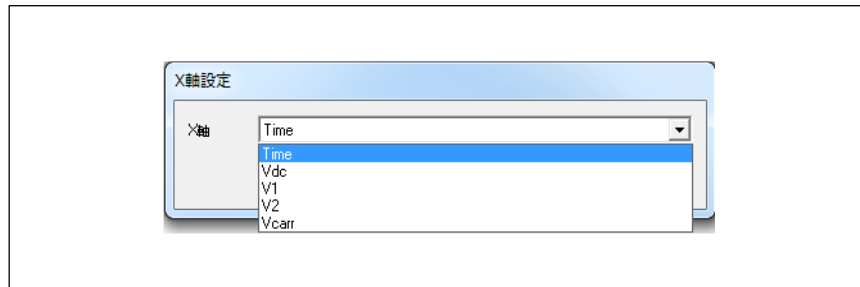 X軸設定
X軸 Time
Time
Vdc
V1
V2
Vcarr